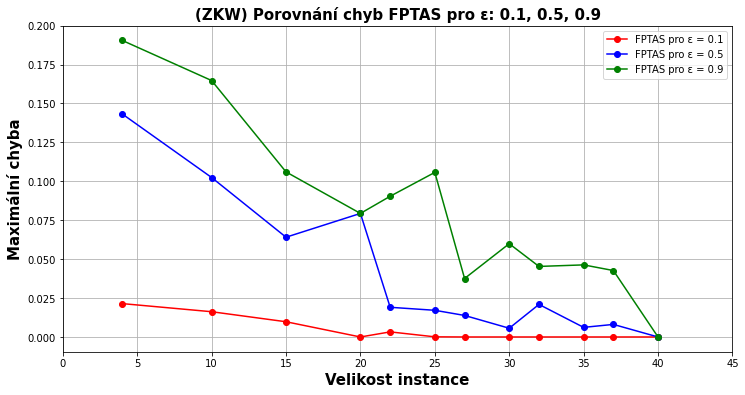 (ZKW) Porovnání chyb FPTAS pro ε: 0.1, 0.5, 0.9
FPTAS pro ε = 0.1
FPTAS pro ε = 0.5
FPTAS pro ε = 0.9
Maximální chyba
0.200
0.175
0.150
0.125
0.100
0.075
0.050
0.025
0.000
0 5 10 15 20 25 30 35 40 45
Velikost instance